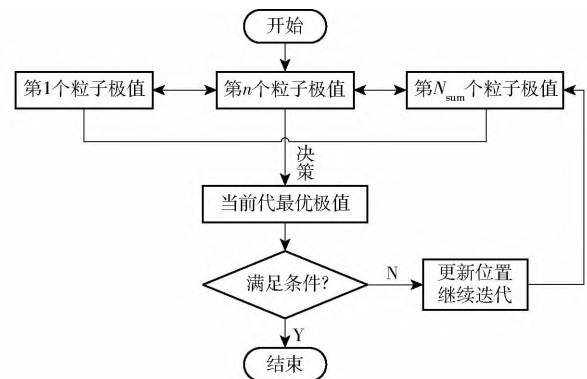 开始
第1个粒子极值
第n个粒子极值
第Nsum个粒子极值
决
策
当前代最优极值
满足条件?
N
更新位置
继续迭代
Y
结束